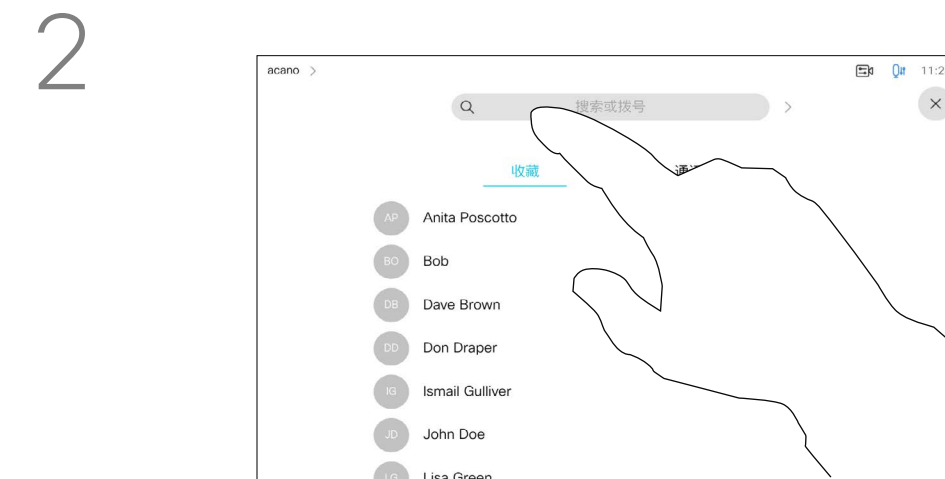 2
acano >
11:2
搜索或拨号
收藏
AP Anita Poscotto
BO Bob
DB Dave Brown
DD Don Draper
IG Ismail Gulliver
JD John Doe
LG Lisa Green